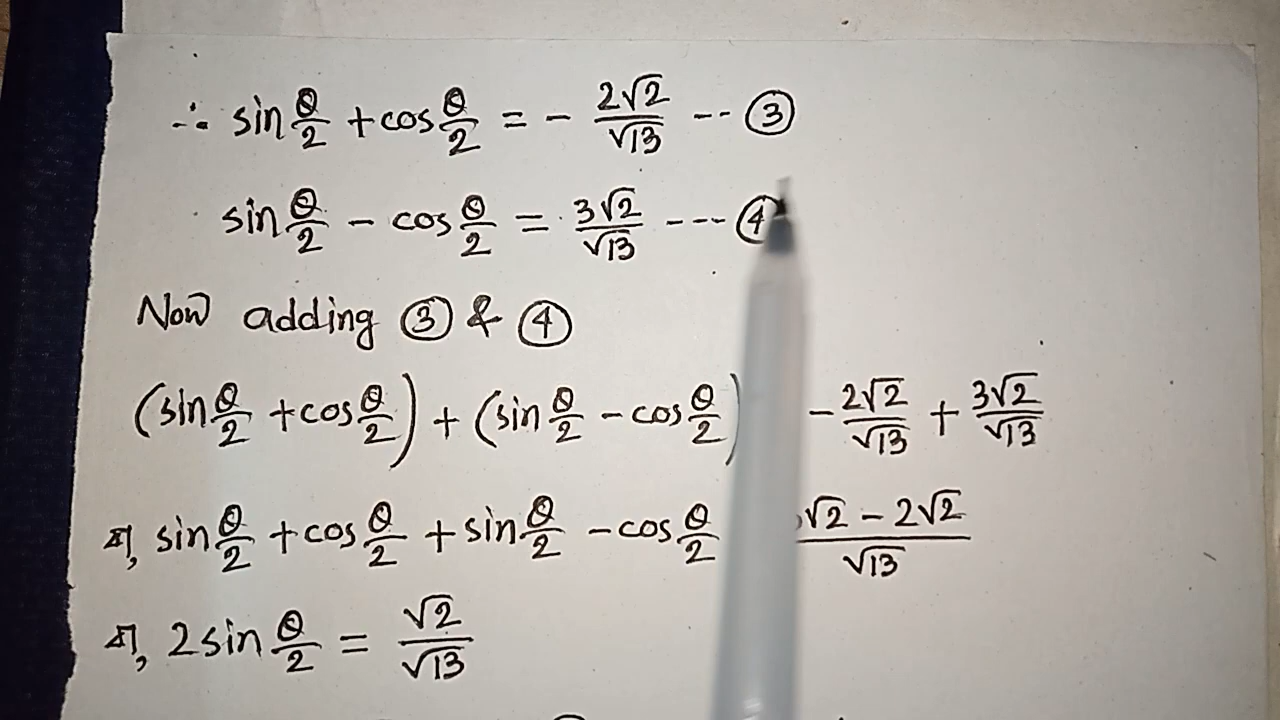 ∴ sin θ/2 + cos θ/2 = - 2√2/√13 -- ③
sin θ/2 - cos θ/2 = 3√2/√13 --- ④
Now adding ③ & ④
(sin θ/2 + cos θ/2) + (sin θ/2 - cos θ/2) - 2√2/√13 + 3√2/√13
বা, sin θ/2 + cos θ/2 + sin θ/2 - cos θ/2 √2 - 2√2/√13
বা, 2 sin θ/2 = √2/√13